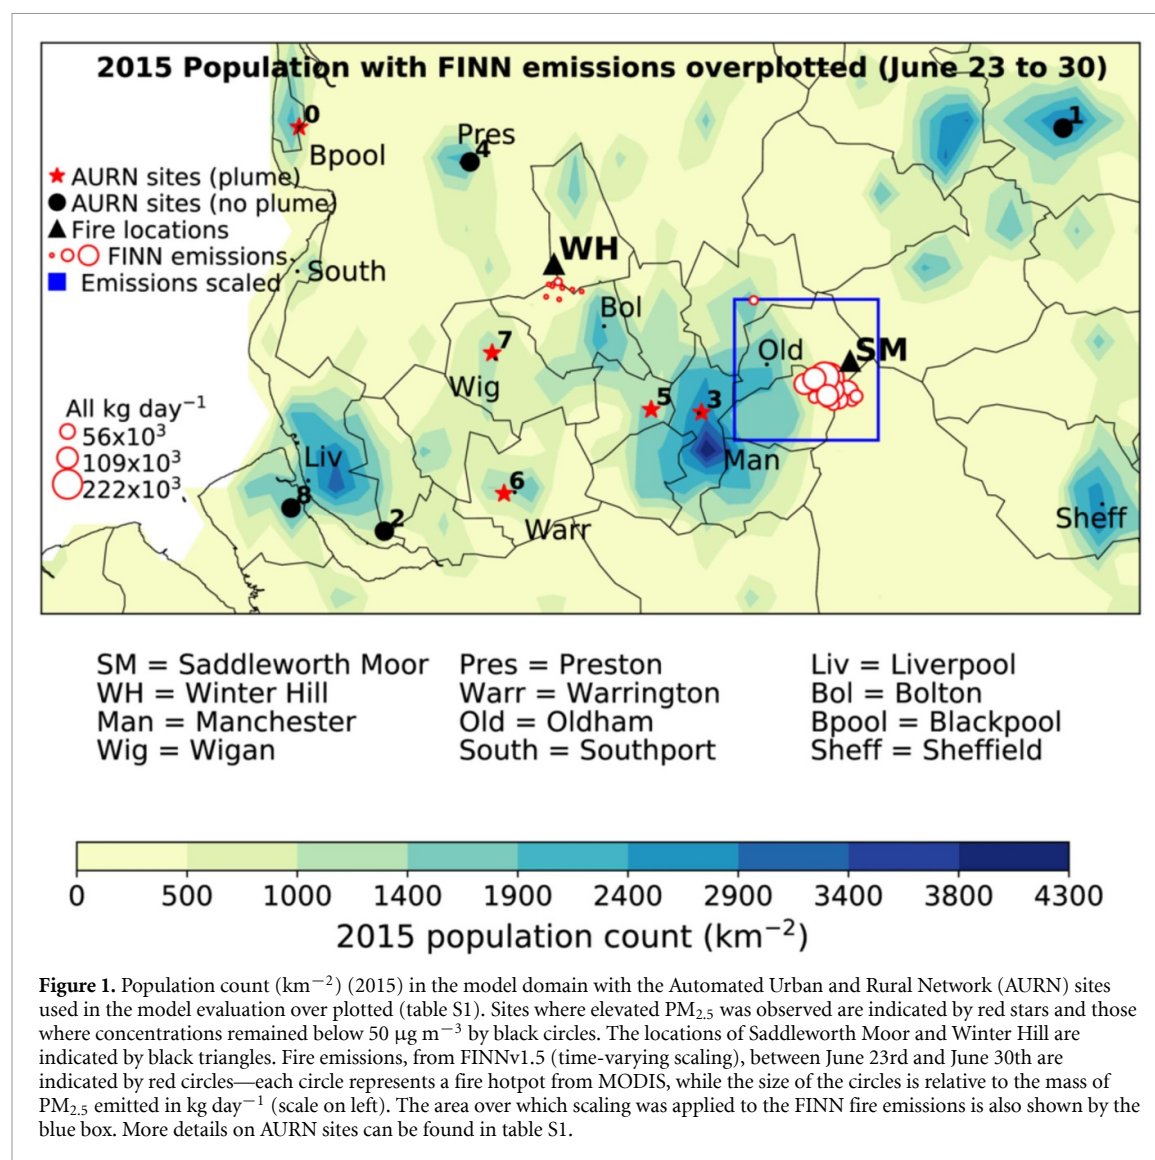 2015 Population with FINN emissions overplotted (June 23 to 30)
0
1
Bpool
Pres
4
AURN sites (plume)
AURN sites (no plume)
Fire locations
FINN emissions
Emissions scaled
South
WH
Bol
7
Wig
Old
SM
5
3
Man
All kg day⁻¹
56x10³
109x10³
222x10³
Liv
8
2
6
Warr
Sheff
SM = Saddleworth Moor Pres = Preston Liv = Liverpool
WH = Winter Hill Warr = Warrington Bol = Bolton
Man = Manchester Old = Oldham Bpool = Blackpool
Wig = Wigan South = Southport Sheff = Sheffield
0 500 1000 1400 1900 2400 2900 3400 3800 4300
2015 population count (km⁻²)
Figure 1. Population count (km⁻²) (2015) in the model domain with the Automated Urban and Rural Network (AURN) sites
used in the model evaluation over plotted (table S1). Sites where elevated PM₂.₅ was observed are indicated by red stars and those
where concentrations remained below 50 μg m⁻³ by black circles. The locations of Saddleworth Moor and Winter Hill are
indicated by black triangles. Fire emissions, from FINNv1.5 (time-varying scaling), between June 23rd and June 30th are
indicated by red circles—each circle represents a fire hotpot from MODIS, while the size of the circles is relative to the mass of
PM₂.₅ emitted in kg day⁻¹ (scale on left). The area over which scaling was applied to the FINN fire emissions is also shown by the
blue box. More details on AURN sites can be found in table S1.